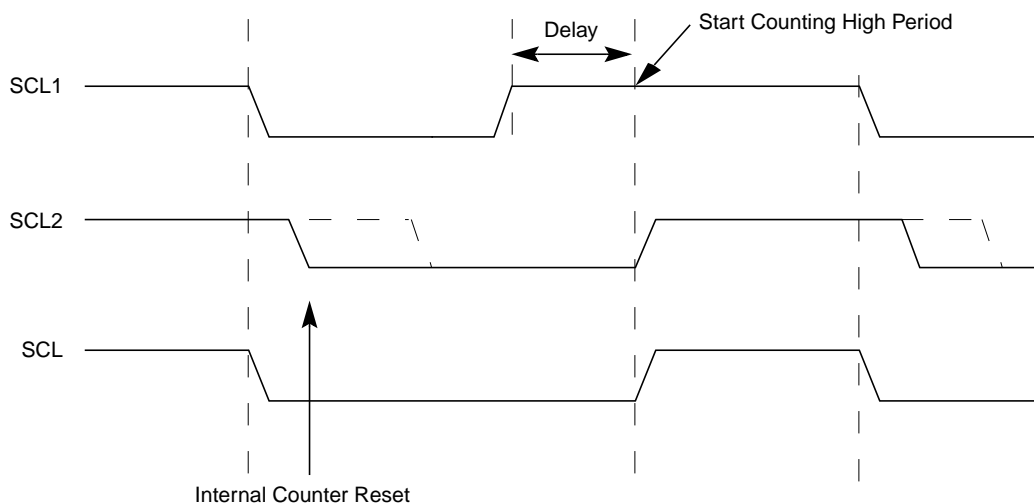 Start Counting High Period
Delay
SCL1
SCL2
SCL
Internal Counter Reset